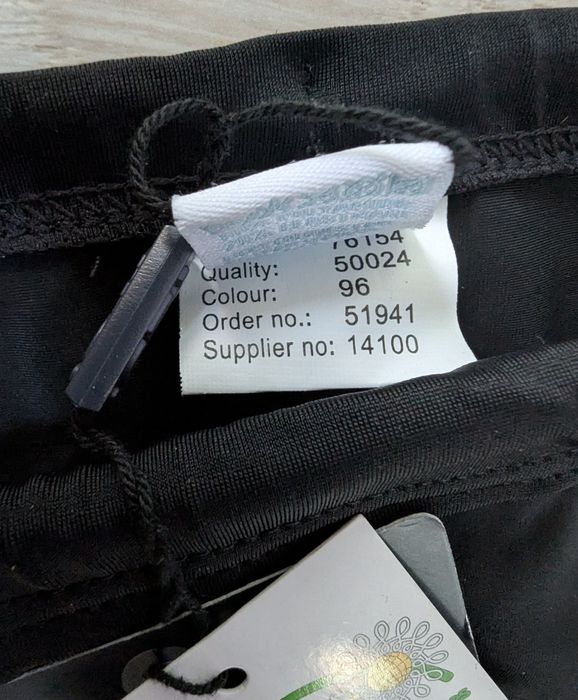 76154
Quality: 50024
Colour: 96
Order no.: 51941
Supplier no: 14100